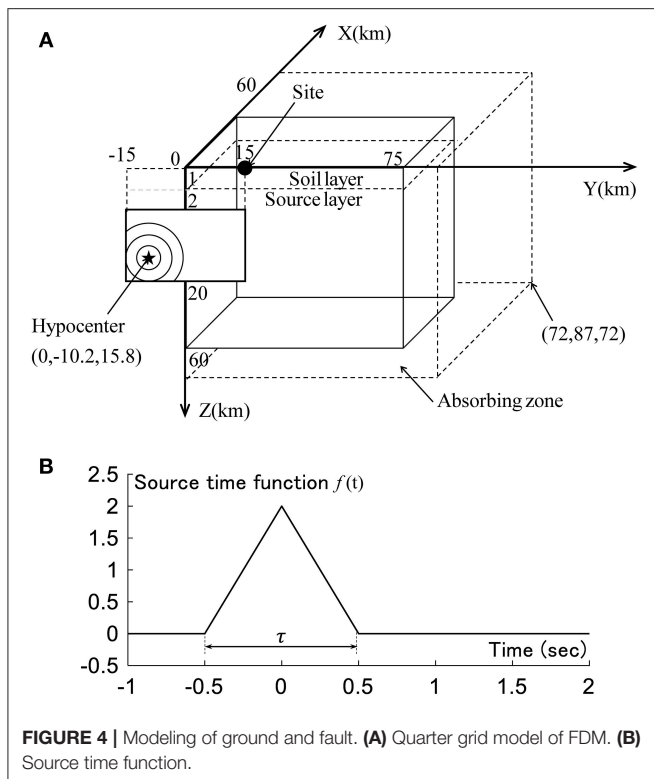 A
X(km)
60
Site
-15
0
15
75
1
Soil layer
2
Source layer
Y(km)
20
Hypocenter
(0,-10.2,15.8)
(72,87,72)
60
Absorbing zone
Z(km)
B
2.5
Source time function f(t)
2
1.5
1
0.5
τ
0
Time (sec)
-0.5
-1 -0.5 0 0.5 1 0.5 2
FIGURE 4 | Modeling of ground and fault. (A) Quarter grid model of FDM. (B)
Source time function.